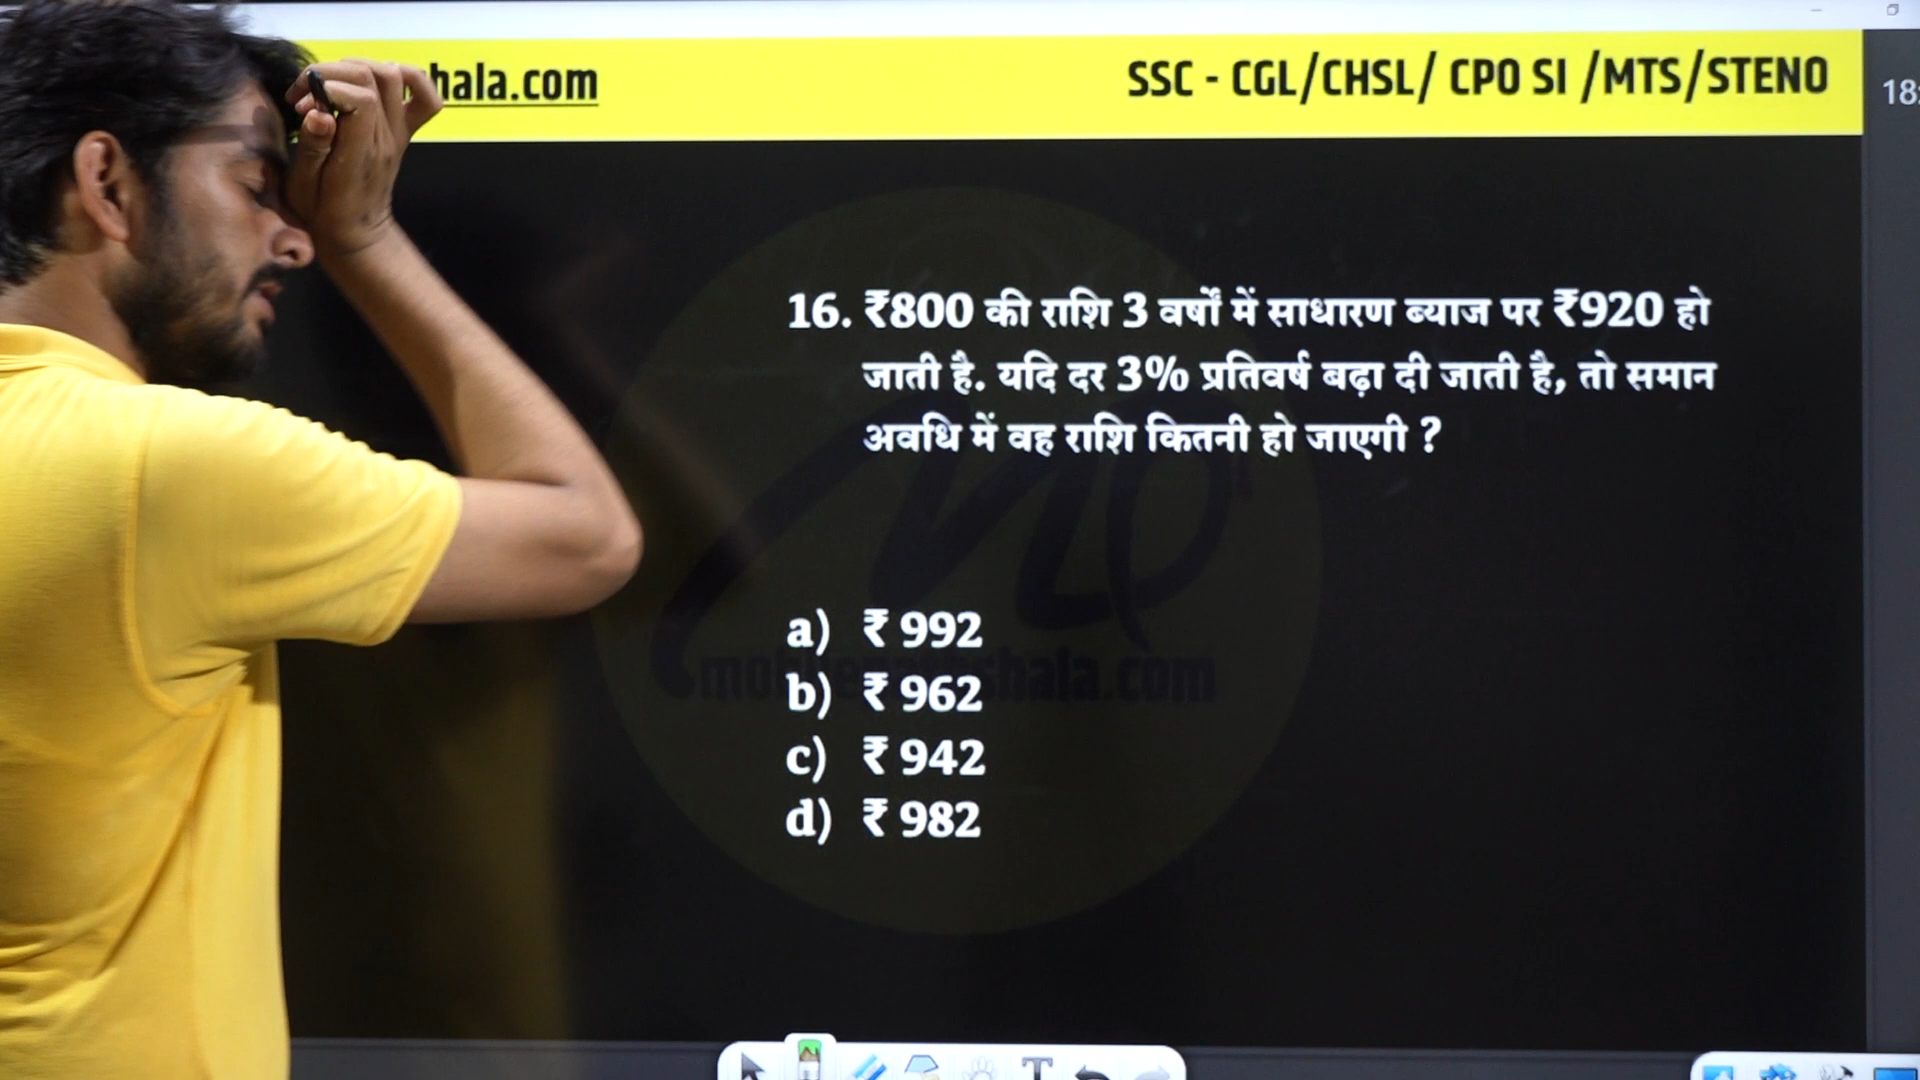 hala.com
SSC - CGL/CHSL/ CPO SI /MTS/STENO
18:
16. ₹800 की राशि 3 वर्षों में साधारण ब्याज पर ₹920 हो
जाती है. यदि दर 3% प्रतिवर्ष बढ़ा दी जाती है, तो समान
अवधि में वह राशि कितनी हो जाएगी ?
a) ₹ 992
b) ₹ 962
c) ₹ 942
d) ₹ 982